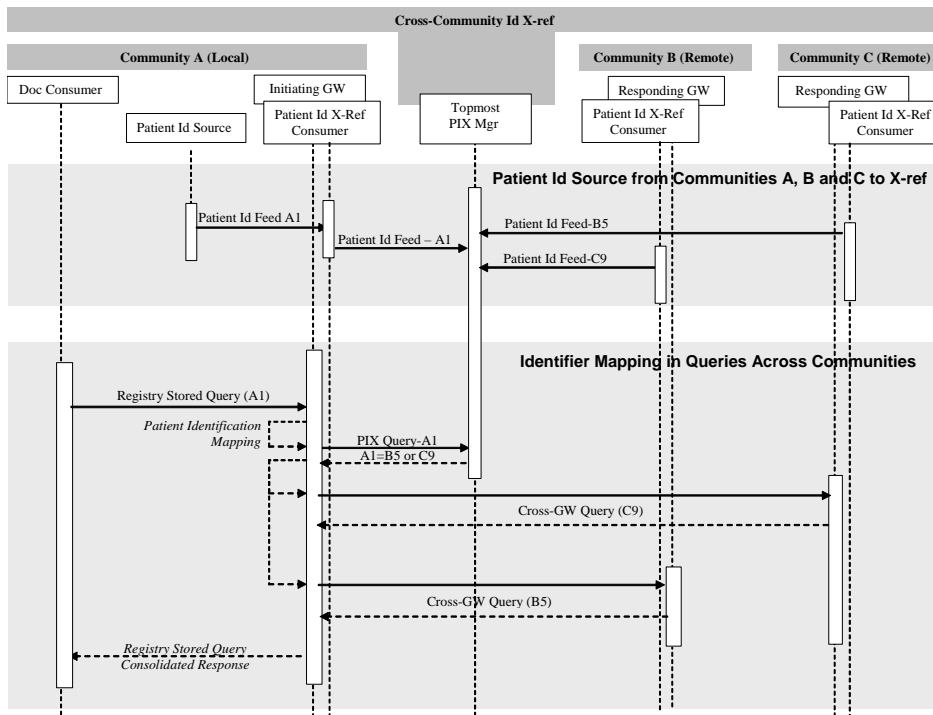 Cross-Community Id X-ref
Community A (Local)
Community B (Remote)
Community C (Remote)
Doc Consumer
Initiating GW
Responding GW
Responding GW
Patient Id Source
Patient Id X-Ref
Consumer
Topmost
PIX Mgr
Patient Id X-Ref
Consumer
Patient Id X-Ref
Consumer
Patient Id Source from Communities A, B and C to X-ref
Patient Id Feed A1
Patient Id Feed-B5
Patient Id Feed – A1
Patient Id Feed-C9
Identifier Mapping in Queries Across Communities
Registry Stored Query (A1)
Patient Identification
Mapping
PIX Query-A1
A1=B5 or C9
Cross-GW Query (C9)
Cross-GW Query (B5)
Registry Stored Query
Consolidated Response